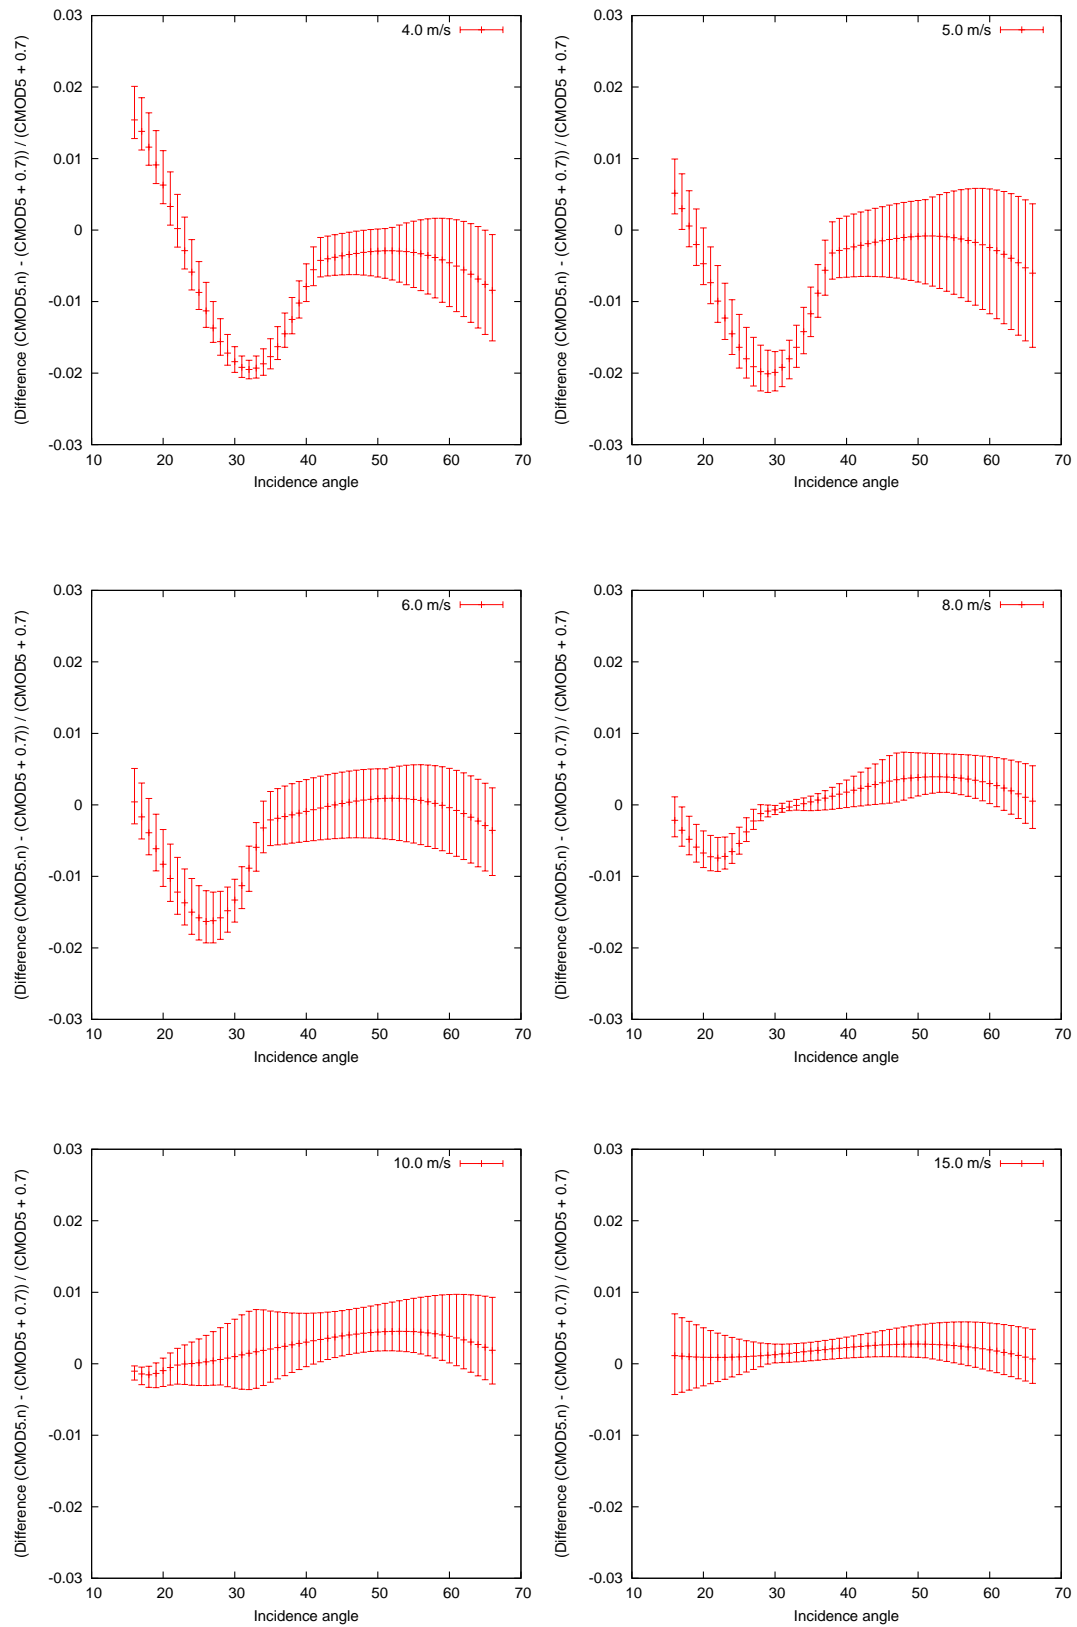 (Difference (CMOD5.n) - (CMOD5 + 0.7)) / (CMOD5 + 0.7)
0.03
0.02
0.01
0
-0.01
-0.02
-0.03
4.0 m/s
10 20 30 40 50 60 70
Incidence angle
(Difference (CMOD5.n) - (CMOD5 + 0.7)) / (CMOD5 + 0.7)
0.03
0.02
0.01
0
-0.01
-0.02
-0.03
5.0 m/s
10 20 30 40 50 60 70
Incidence angle
(Difference (CMOD5.n) - (CMOD5 + 0.7)) / (CMOD5 + 0.7)
0.03
0.02
0.01
0
-0.01
-0.02
-0.03
6.0 m/s
10 20 30 40 50 60 70
Incidence angle
(Difference (CMOD5.n) - (CMOD5 + 0.7)) / (CMOD5 + 0.7)
0.03
0.02
0.01
0
-0.01
-0.02
-0.03
8.0 m/s
10 20 30 40 50 60 70
Incidence angle
(Difference (CMOD5.n) - (CMOD5 + 0.7)) / (CMOD5 + 0.7)
0.03
0.02
0.01
0
-0.01
-0.02
-0.03
10.0 m/s
10 20 30 40 50 60 70
Incidence angle
(Difference (CMOD5.n) - (CMOD5 + 0.7)) / (CMOD5 + 0.7)
0.03
0.02
0.01
0
-0.01
-0.02
-0.03
15.0 m/s
10 20 30 40 50 60 70
Incidence angle